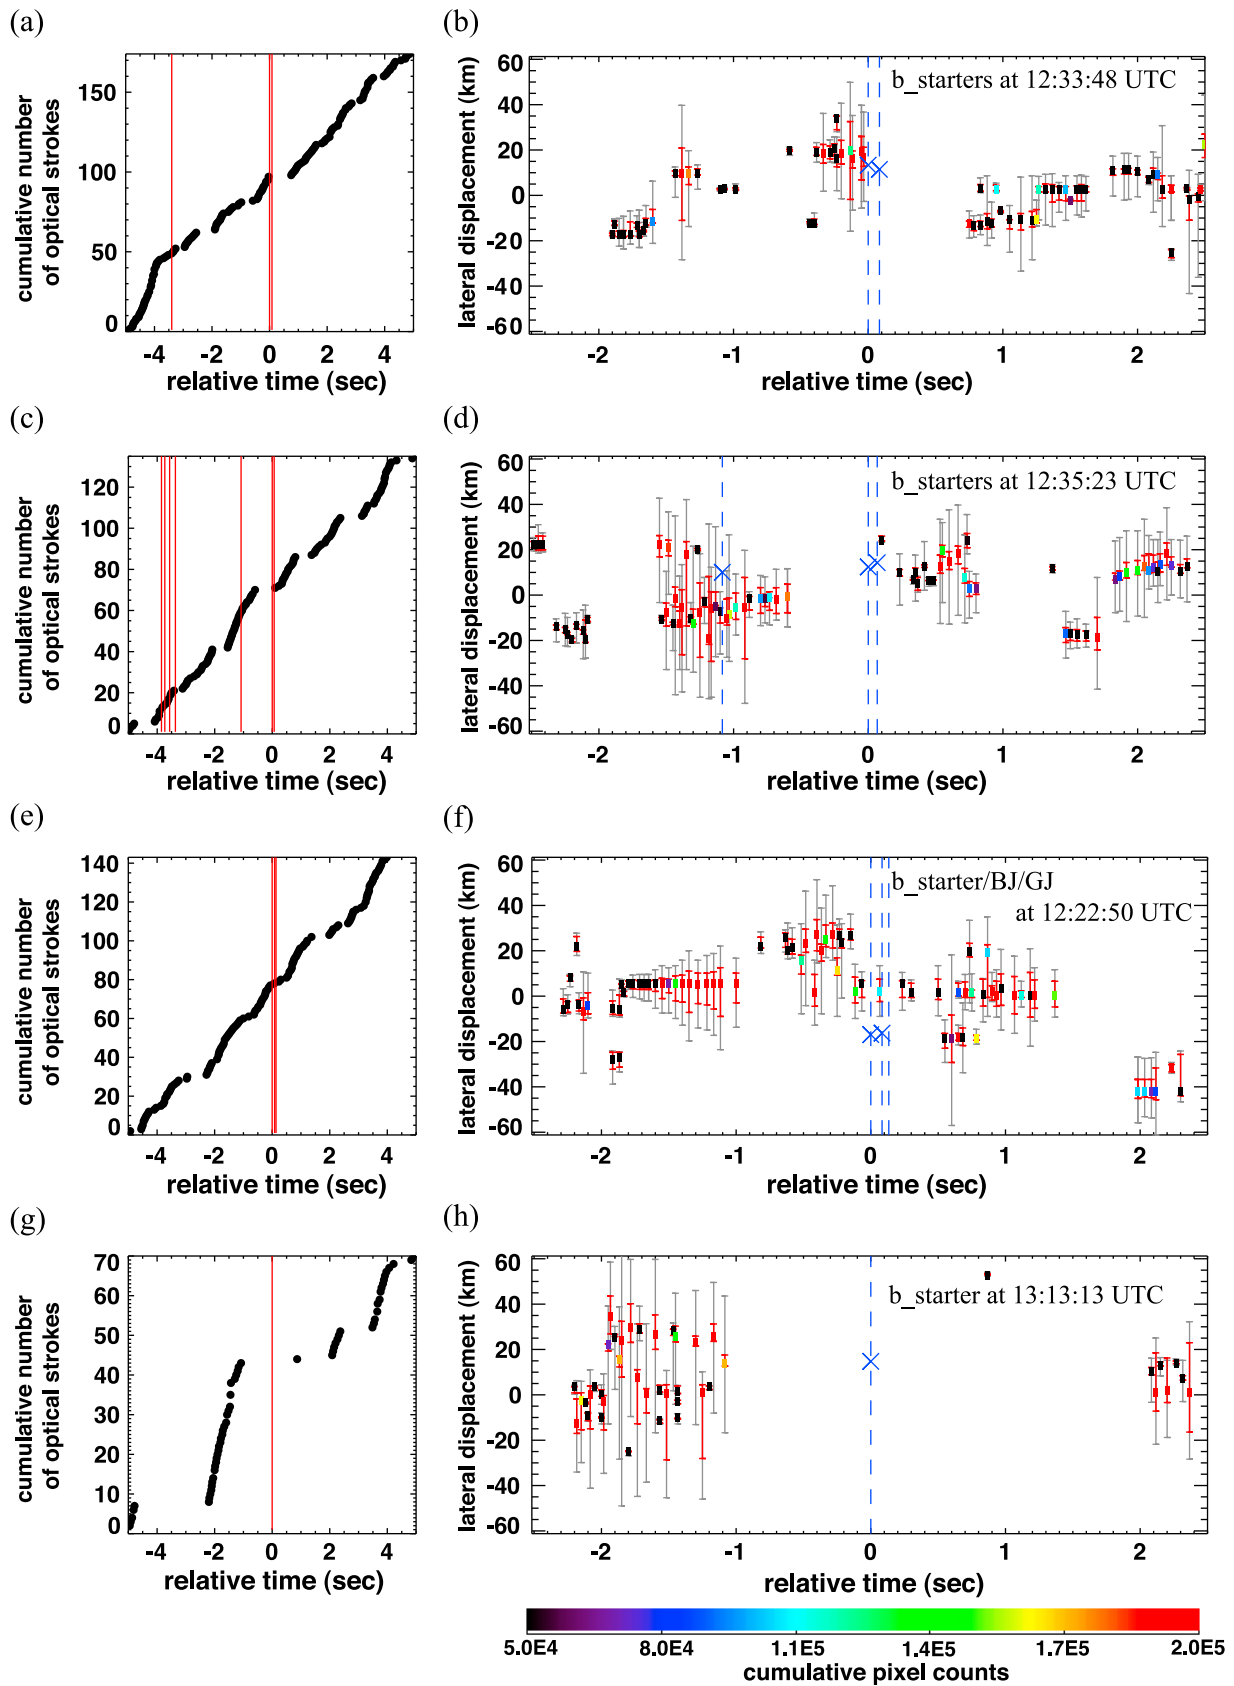 (a)
(b)
cumulative number
of optical strokes
150
100
50
0
-4
-2
0
2
4
relative time (sec)
lateral displacement (km)
60
40
20
0
-20
-40
-60
b_starters at 12:33:48 UTC
-2
-1
0
1
2
relative time (sec)
(c)
(d)
cumulative number
of optical strokes
120
100
80
60
40
20
0
-4
-2
0
2
4
relative time (sec)
lateral displacement (km)
60
40
20
0
-20
-40
-60
b_starters at 12:35:23 UTC
-2
-1
0
1
2
relative time (sec)
(e)
(f)
cumulative number
of optical strokes
140
120
100
80
60
40
20
0
-4
-2
0
2
4
relative time (sec)
lateral displacement (km)
60
40
20
0
-20
-40
-60
b_starter/BJ/GJ
at 12:22:50 UTC
-2
-1
0
1
2
relative time (sec)
(g)
(h)
cumulative number
of optical strokes
70
60
50
40
30
20
10
0
-4
-2
0
2
4
relative time (sec)
lateral displacement (km)
60
40
20
0
-20
-40
-60
b_starter at 13:13:13 UTC
-2
-1
0
1
2
relative time (sec)
5.0E4
8.0E4
1.1E5
1.4E5
1.7E5
2.0E5
cumulative pixel counts